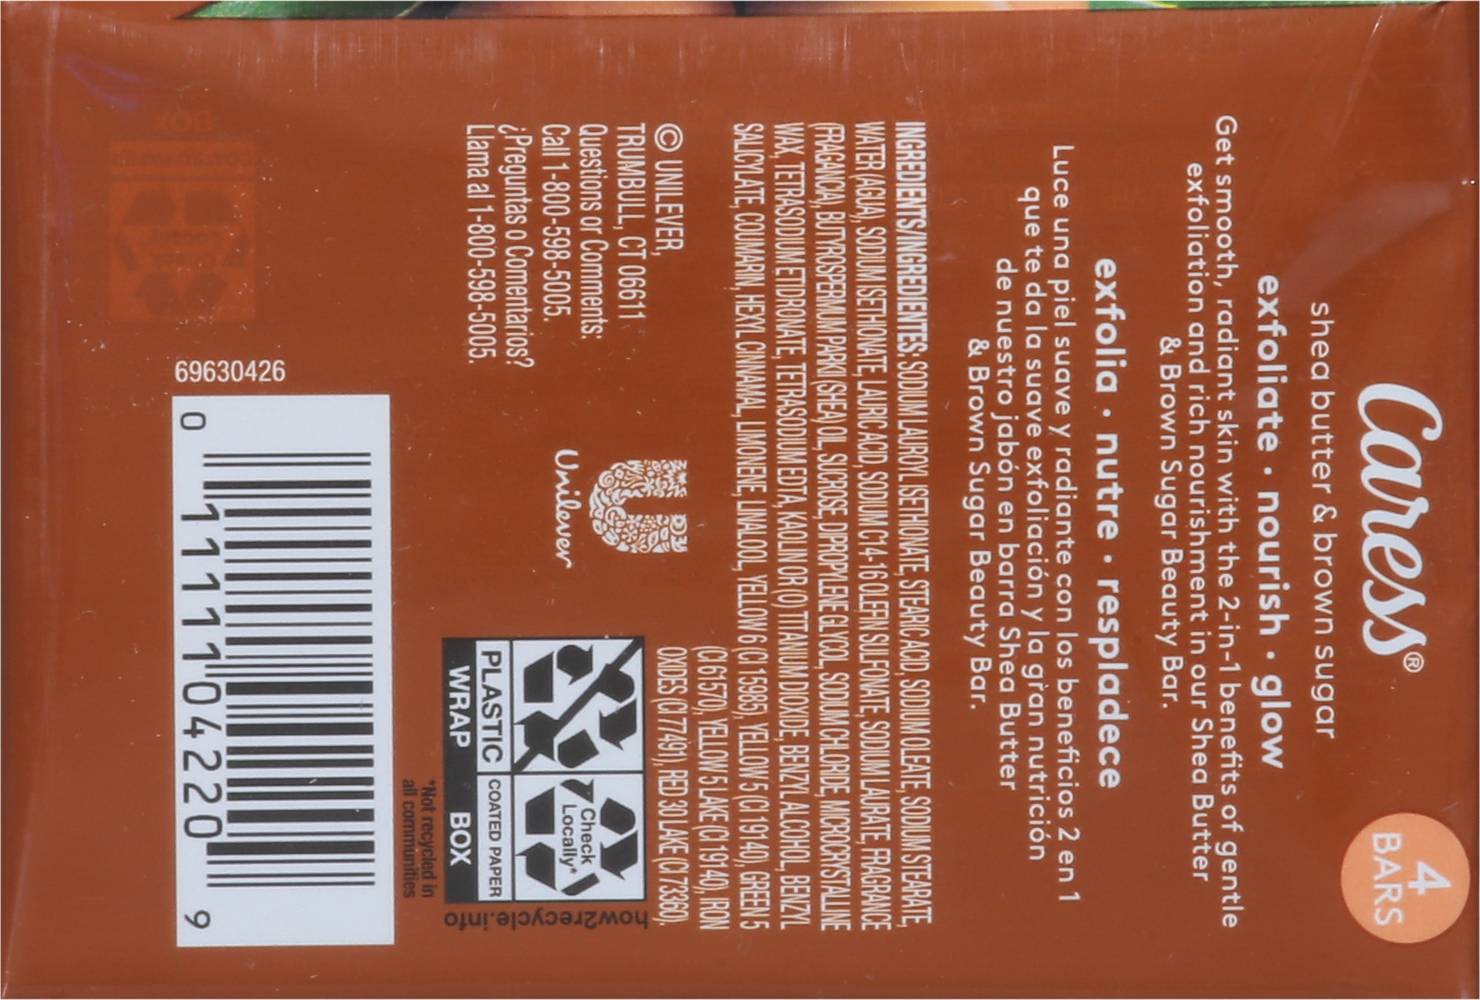 Caress®
4
BARS
shea butter & brown sugar
exfoliate • nourish • glow
Get smooth, radiant skin with the 2-in-1 benefits of gentle
exfoliation and rich nourishment in our Shea Butter
& Brown Sugar Beauty Bar.
exfolia • nutre • respladece
Luce una piel suave y radiante con los beneficios 2 en 1
que te da la suave exfoliación y la gran nutrición
de nuestro jabón en barra Shea Butter
& Brown Sugar Beauty Bar.
INGREDIENTS/INGREDIENTES: SODIUM LAUROYL ISETHIONATE, STEARIC ACID, SODIUM OLEATE, SODIUM STEARATE,
WATER (AGUA), SODIUM ISETHIONATE, LAURIC ACID, SODIUM C14-16 OLEFIN SULFONATE, SODIUM LAURATE, FRAGRANCE
(FRAGANCIA), BUTYROSPERMUM PARKII (SHEA) OIL, SUCROSE, DIPROPYLENE GLYCOL, SODIUM CHLORIDE, MICROCRYSTALLINE
WAX, TETRASODIUM ETIDRONATE, TETRASODIUM EDTA, KAOLIN OR (O) TITANIUM DIOXIDE, BENZYL ALCOHOL, BENZYL
SALICYLATE, COUMARIN, HEXYL CINNAMAL, LIMONENE, LINALOOL, YELLOW 6 (CI 15985), YELLOW 5 (CI 19140), GREEN 5
(CI 61570), YELLOW 5 LAKE (CI 19140), IRON
OXIDES (CI 77491), RED 30 LAKE (CI 73360).
© UNILEVER,
TRUMBULL, CT 06611
Questions or Comments:
Call 1-800-598-5005.
¿Preguntas o Comentarios?
Llama al 1-800-598-5005.
Unilever
how2recycle.info
Check
Locally*
PLASTIC
WRAP
COATED PAPER
BOX
*Not recycled in
all communities
69630426
0 11111 04220 9